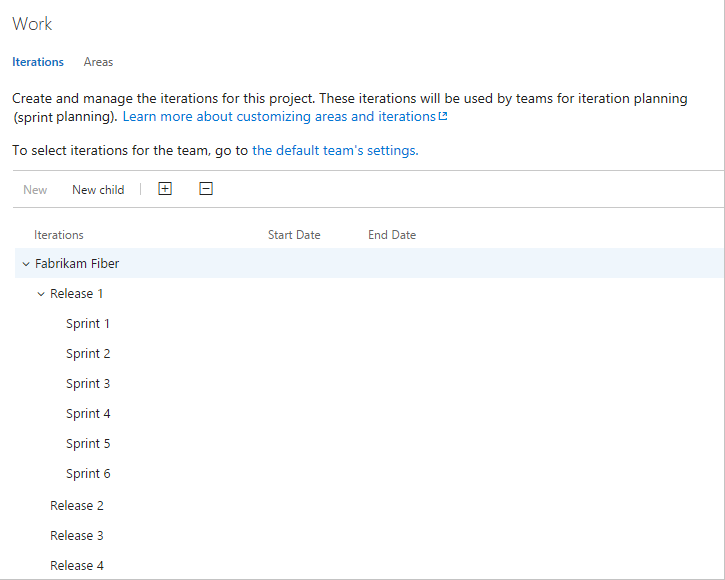 Work
Iterations Areas
Create and manage the iterations for this project. These iterations will be used by teams for iteration planning
(sprint planning). Learn more about customizing areas and iterations
To select iterations for the team, go to the default team's settings.
New New child
Iterations Start Date End Date
Fabrikam Fiber
Release 1
Sprint 1
Sprint 2
Sprint 3
Sprint 4
Sprint 5
Sprint 6
Release 2
Release 3
Release 4